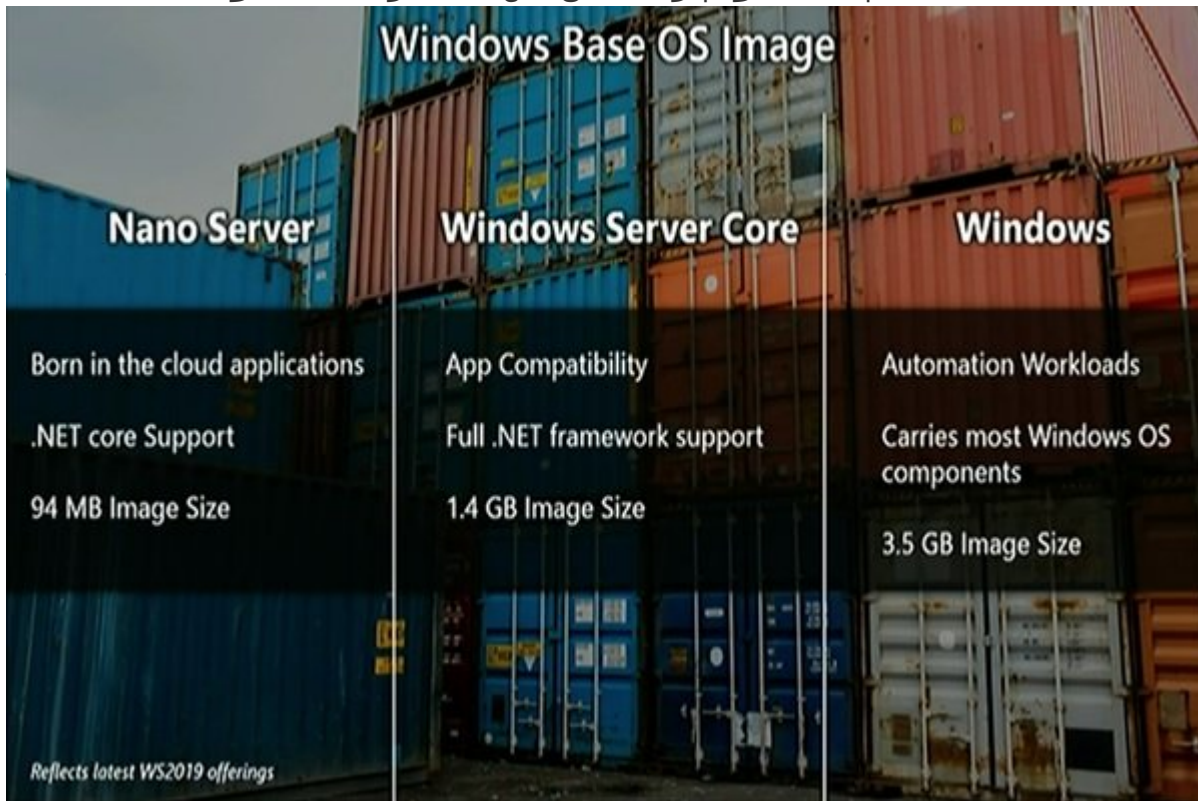 Windows Base OS Image
Nano Server
Born in the cloud applications
.NET core Support
94 MB Image Size
Windows Server Core
App Compatibility
Full .NET framework support
1.4 GB Image Size
Windows
Automation Workloads
Carries most Windows OS
components
3.5 GB Image Size
Reflects latest WS2019 offerings